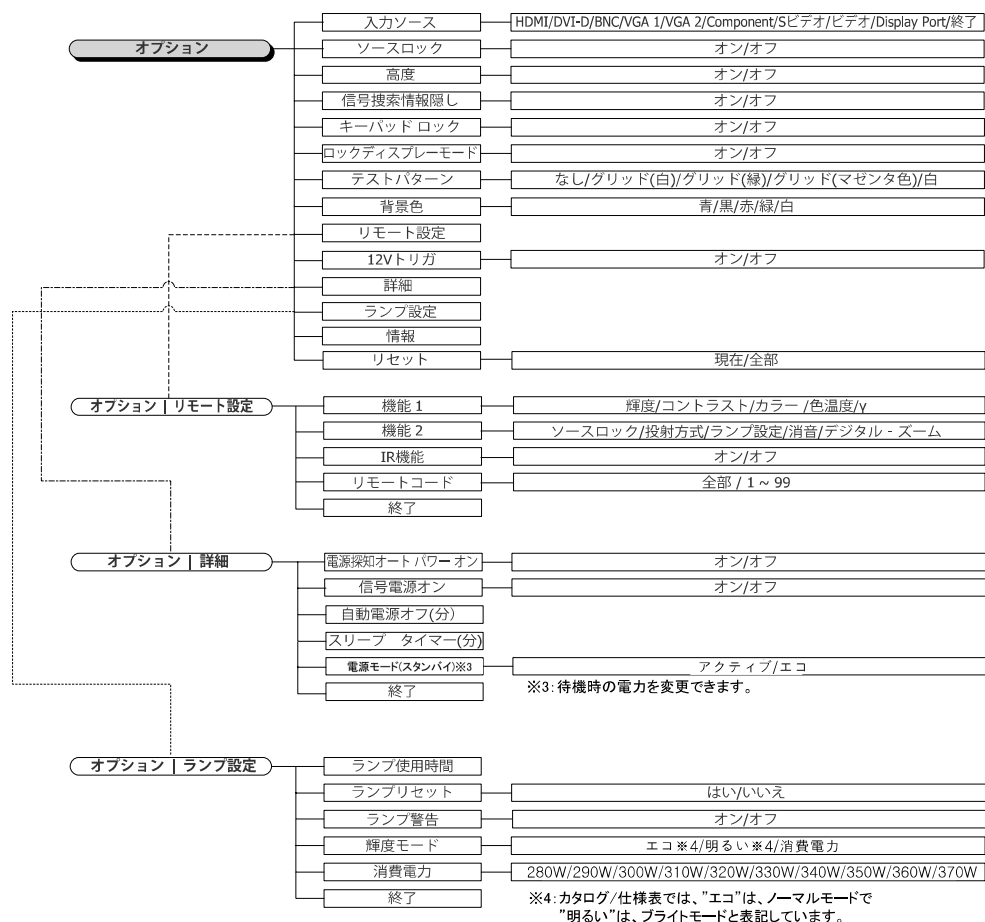 入力ソース HDMI/DVI-D/BNC/VGA 1/VGA 2/Component/Sビデオ/ビデオ/Display Port/終了
オプション ソースロック オン/オフ
高度 オン/オフ
信号捜索情報隠し オン/オフ
キーパッド ロック オン/オフ
ロックディスプレーモード オン/オフ
テストパターン なし/グリッド(白)/グリッド(緑)/グリッド(マゼンタ色)/白
背景色 青/黒/赤/緑/白
リモート設定
12Vトリガ オン/オフ
詳細
ランプ設定
情報
リセット 現在/全部
オプション | リモート設定 機能 1 輝度/コントラスト/カラー /色温度/γ
機能 2 ソースロック/投射方式/ランプ設定/消音/デジタル - ズーム
IR機能 オン/オフ
リモートコード 全部 / 1 ~ 99
終了
オプション | 詳細 電源探知オート パワー オン オン/オフ
信号電源オン オン/オフ
自動電源オフ(分)
スリープ タイマー(分)
電源モード(スタンバイ)※3 アクティブ/エコ
終了 ※3: 待機時の電力を変更できます。
オプション | ランプ設定 ランプ使用時間
ランプリセット はい/いいえ
ランプ警告 オン/オフ
輝度モード エコ※4/明るい※4/消費電力
消費電力 280W/290W/300W/310W/320W/330W/340W/350W/360W/370W
終了 ※4: カタログ/仕様表では、”エコ”は、ノーマルモードで
”明るい”は、ブライトモードと表記しています。